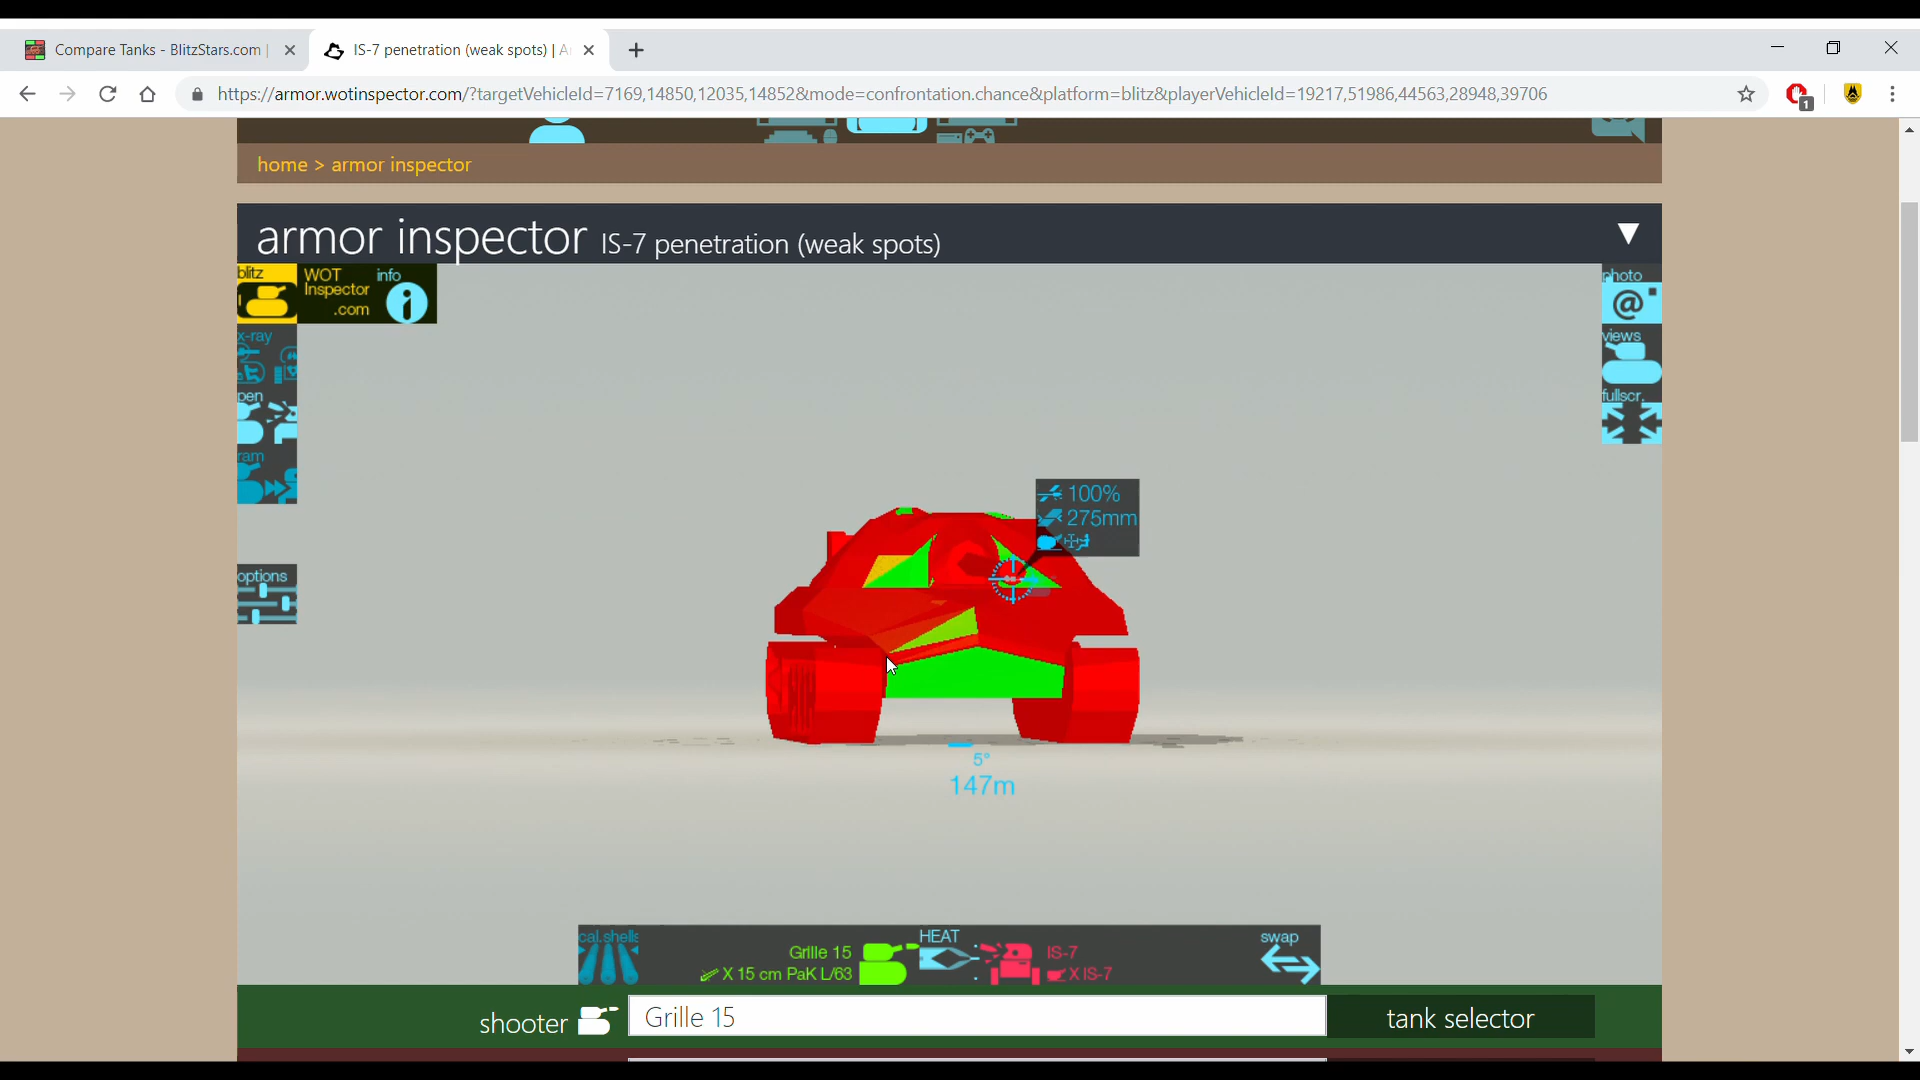 Compare Tanks - BlitzStars.com |
IS-7 penetration (weak spots) | A
https://armor.wotinspector.com/?targetVehicleId=7169,14850,12035,14852&mode=confrontation.chance&platform=blitz&playerVehicleId=19217,51986,44563,28948,39706
1
home > armor inspector
armor inspector IS-7 penetration (weak spots)
blitz
WOT
Inspector
.com
info
photo
x-ray
views
pen
fullscr.
ram
100%
275mm
options
5°
147m
cal.shells
Grille 15
X 15 cm PaK L/63
HEAT
IS-7
X IS-7
swap
shooter
Grille 15
tank selector